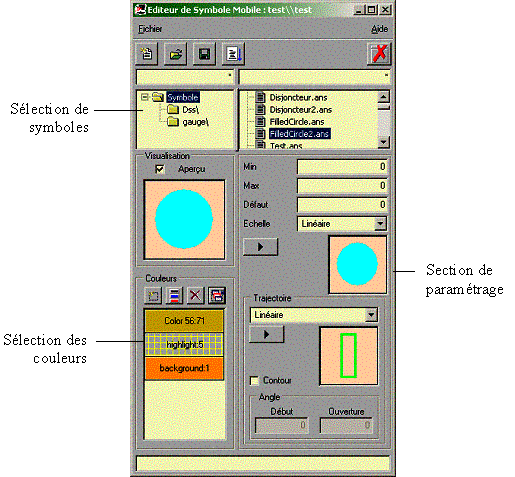 Editeur de Symbole Mobile : test\\test
Fichier
Aide
*
*
Symbole
Dss\
gauge\
Disjoncteur.ans
Disjoncteur2.ans
FilledCircle.ans
FilledCircle2.ans
Test.ans
Sélection de
symboles
Visualisation
Aperçu
Min
0
Max
0
Défaut
0
Echelle
Linéaire
Section de
paramétrage
Couleurs
Color 56:71
highlight:5
background:1
Sélection des
couleurs
Trajectoire
Linéaire
Contour
Angle
Début
Ouverture
0
0